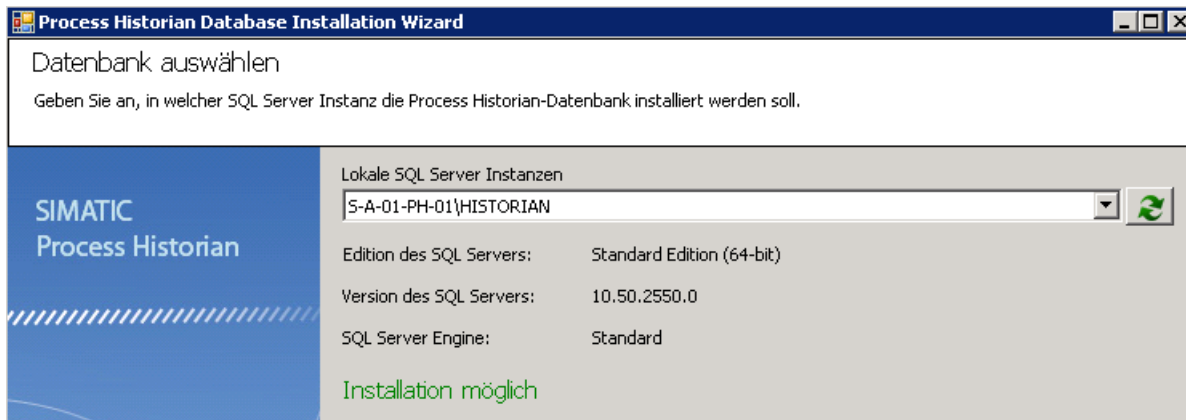 Process Historian Database Installation Wizard
Datenbank auswählen
Geben Sie an, in welcher SQL Server Instanz die Process Historian-Datenbank installiert werden soll.
SIMATIC
Process Historian
Lokale SQL Server Instanzen
S-A-01-PH-01\HISTORIAN
Edition des SQL Servers: Standard Edition (64-bit)
Version des SQL Servers: 10.50.2550.0
SQL Server Engine: Standard
Installation möglich